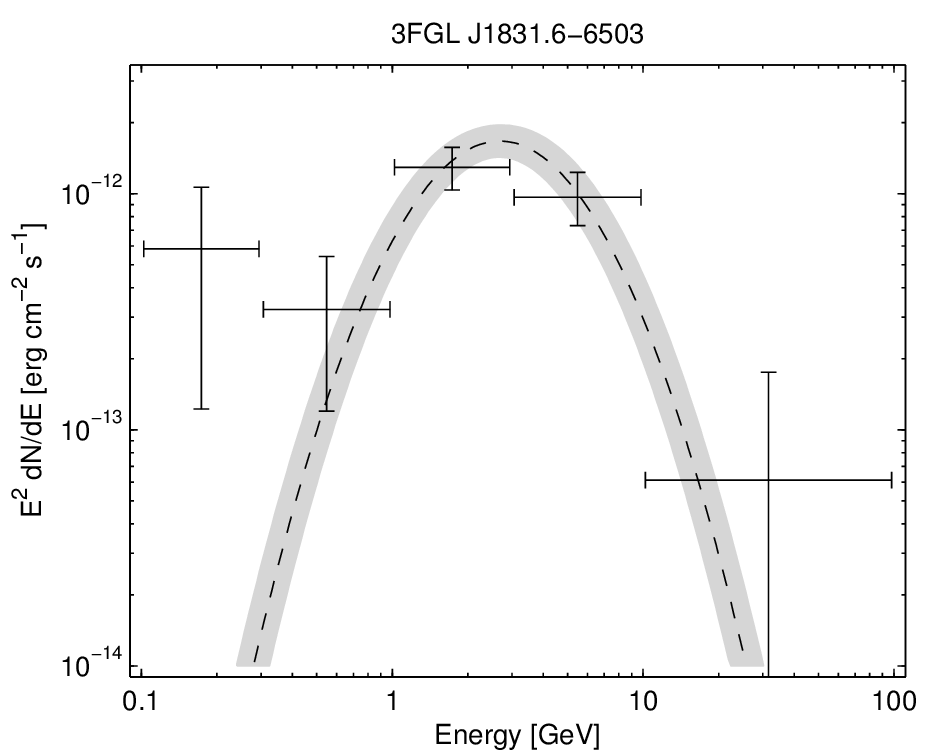 3FGL J1831.6−6503
E² dN/dE [erg cm⁻² s⁻¹]
10⁻¹²
10⁻¹³
10⁻¹⁴
0.1 1 10 100
Energy [GeV]